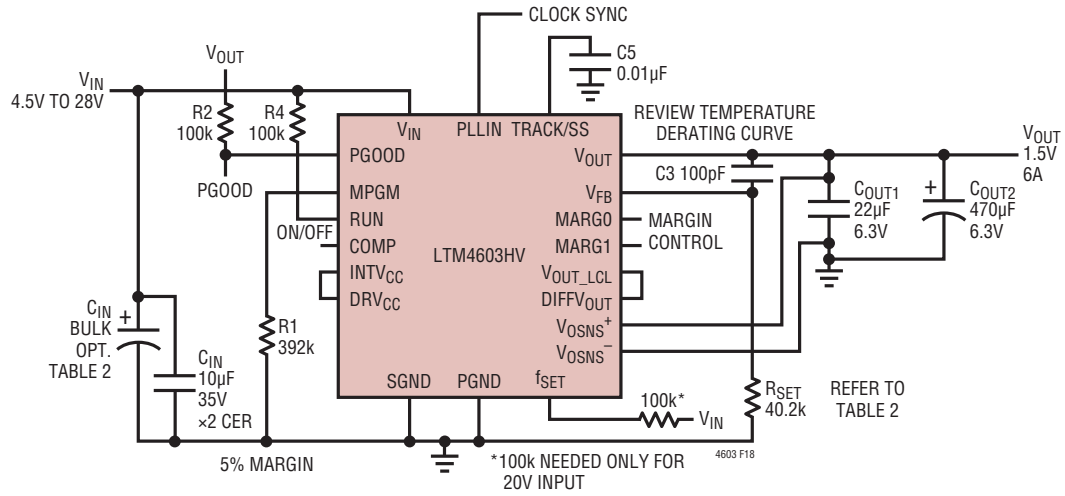 CLOCK SYNC
C5
0.01µF
VOUT
VIN
4.5V TO 28V
R2
100k
R4
100k
REVIEW TEMPERATURE
DERATING CURVE
VIN
PLLIN
TRACK/SS
VOUT
1.5V
6A
PGOOD
VOUT
C3 100pF
PGOOD
MPGM
VFB
COUT1
22µF
6.3V
+
COUT2
470µF
6.3V
RUN
ON/OFF
MARG0
MARG1
MARGIN
CONTROL
COMP
LTM4603HV
INTVCC
DRVCC
VOUT_LCL
DIFFVOUT
VOSNS+
VOSNS−
CIN
BULK
OPT.
TABLE 2
+
R1
392k
CIN
10µF
35V
×2 CER
SGND
PGND
fSET
100k*
VIN
RSET
40.2k
REFER TO
TABLE 2
5% MARGIN
*100k NEEDED ONLY FOR
20V INPUT
4603 F18